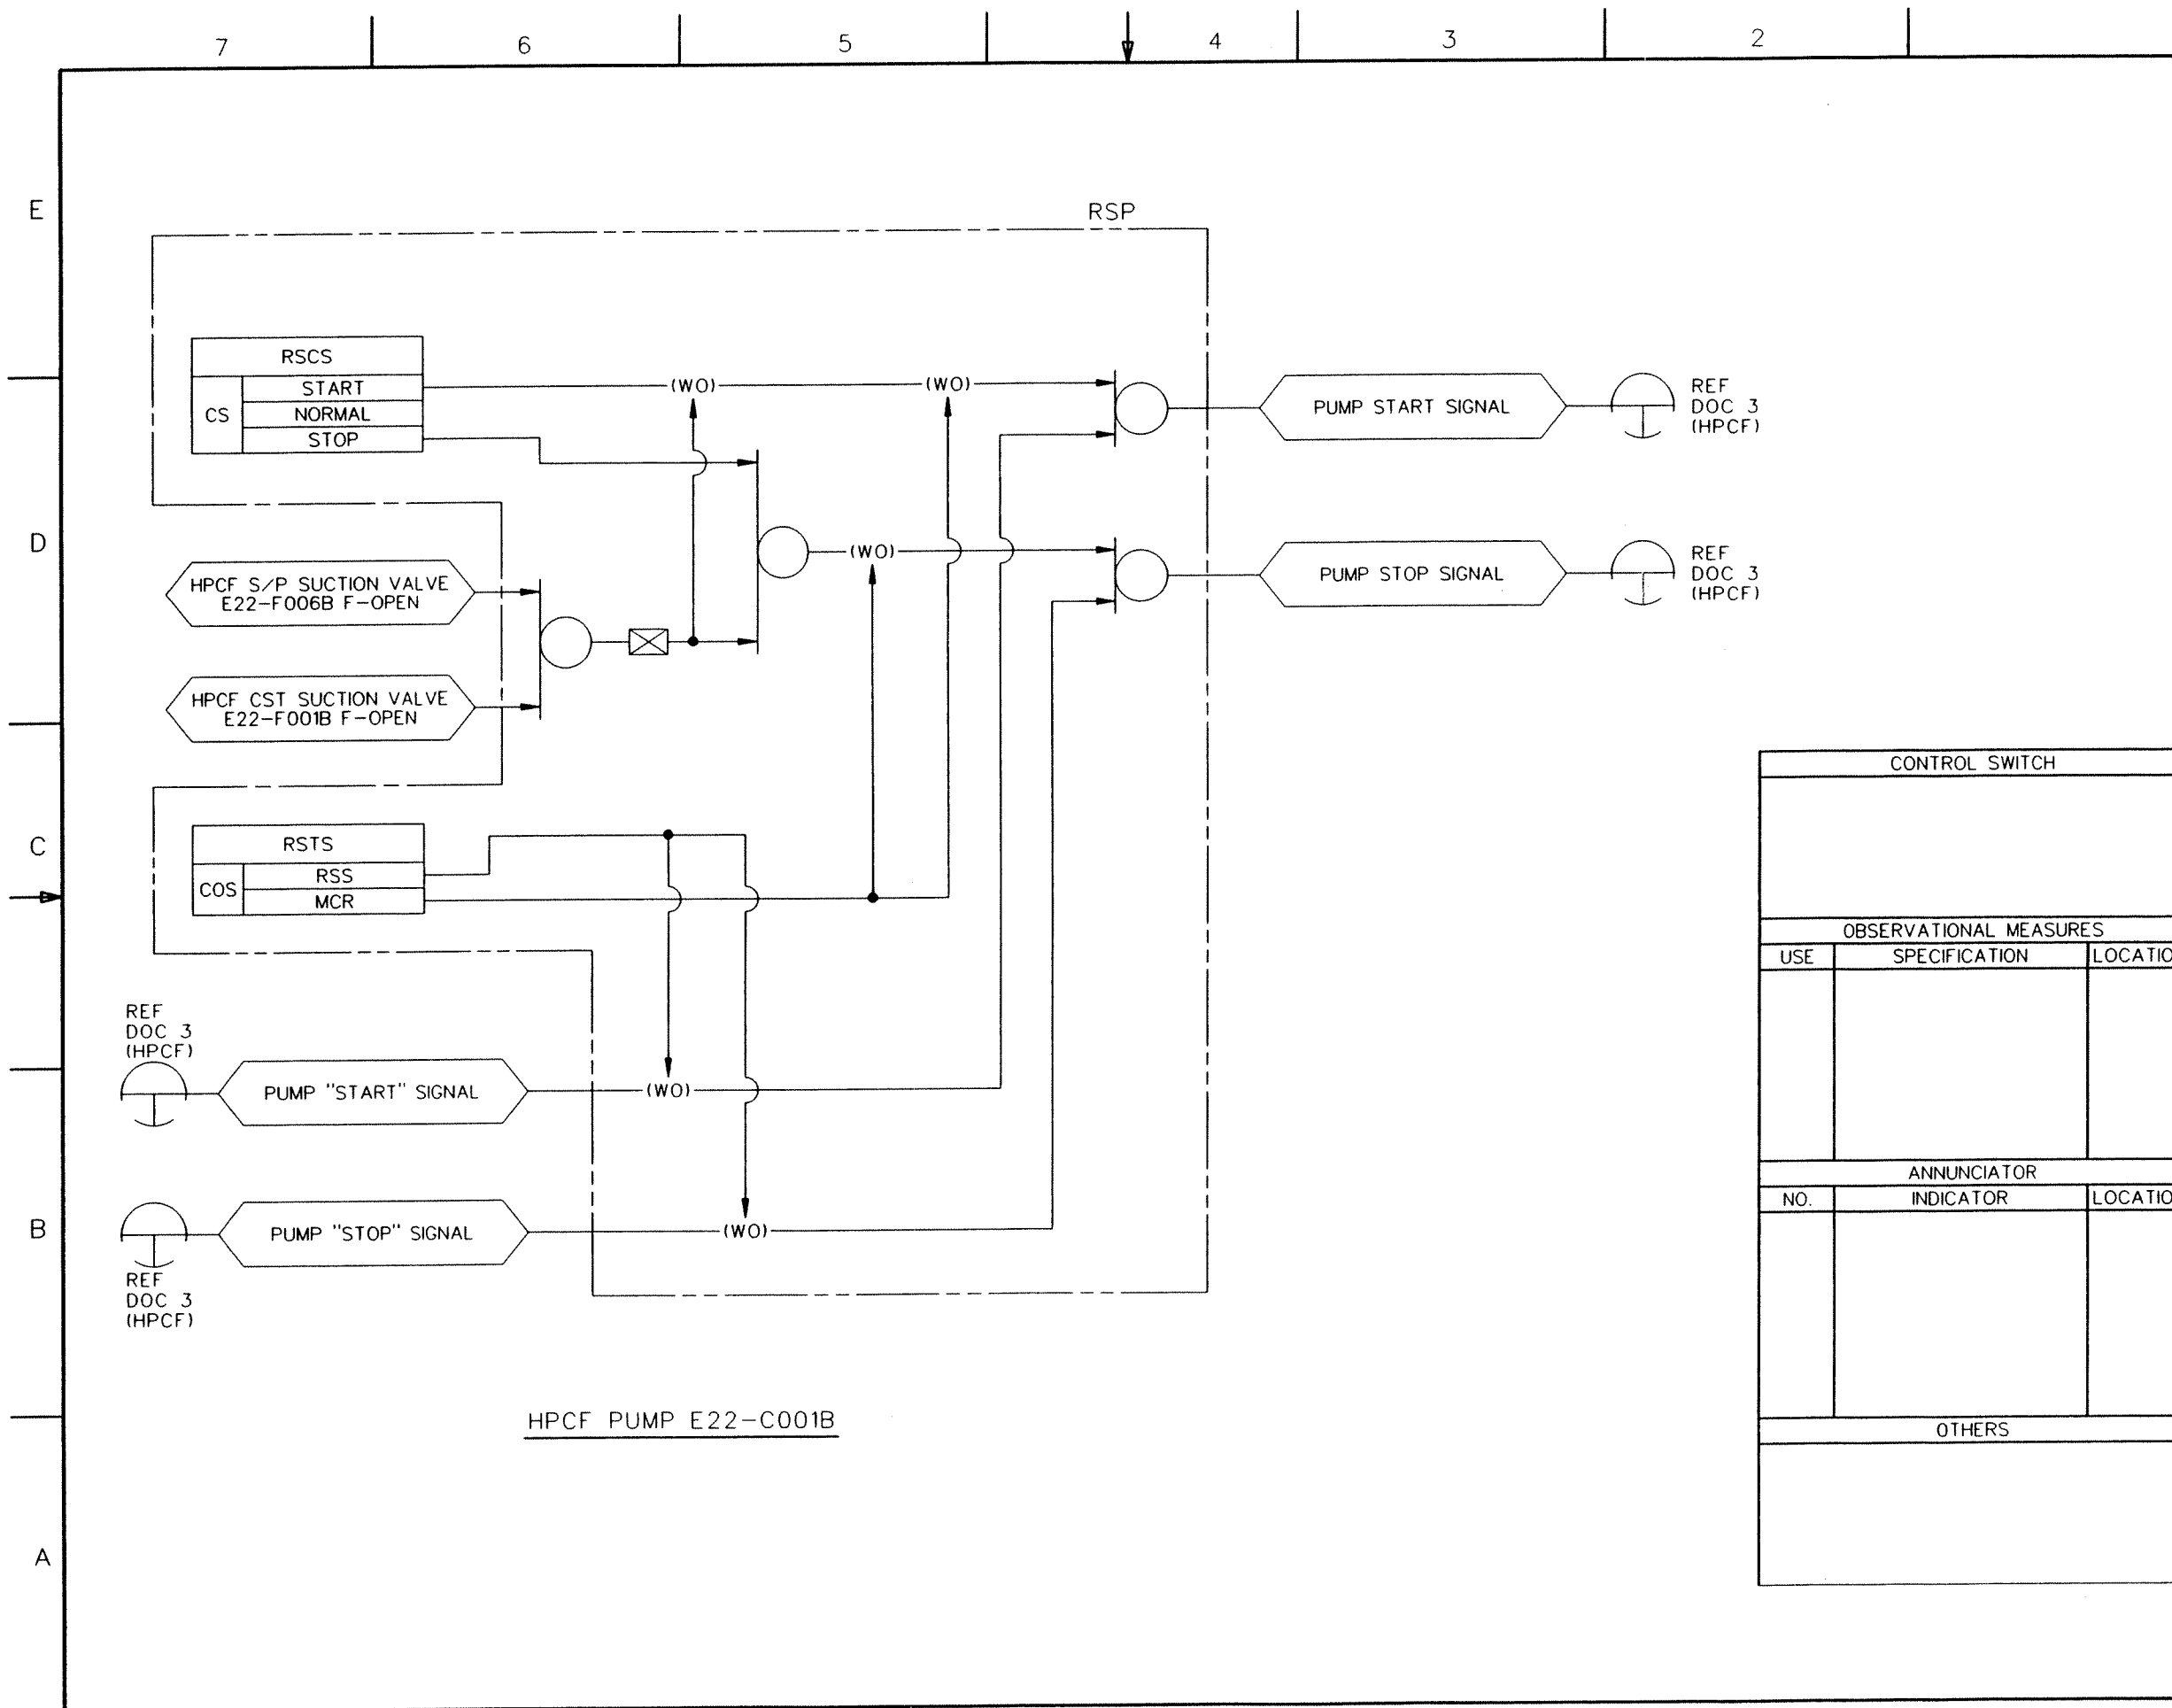 7 6 5 4 3 2
E
RSP
RSCS
CS
START
NORMAL
STOP
(WO)
(WO)
PUMP START SIGNAL
REF
DOC 3
(HPCF)
D
(WO)
PUMP STOP SIGNAL
REF
DOC 3
(HPCF)
HPCF S/P SUCTION VALVE
E22-F006B F-OPEN
HPCF CST SUCTION VALVE
E22-F001B F-OPEN
C
RSTS
COS
RSS
MCR
REF
DOC 3
(HPCF)
PUMP "START" SIGNAL
(WO)
B
PUMP "STOP" SIGNAL
(WO)
REF
DOC 3
(HPCF)
HPCF PUMP E22-C001B
A
CONTROL SWITCH
OBSERVATIONAL MEASURES
USE SPECIFICATION LOCATIO
ANNUNCIATOR
NO. INDICATOR LOCATIO
OTHERS